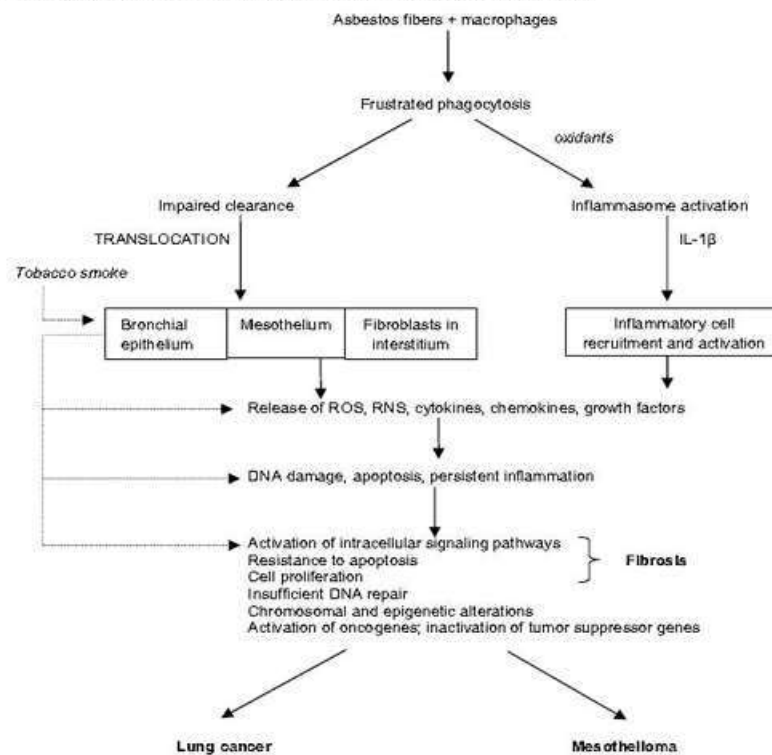 Asbestos fibers + macrophages
Frustrated phagocytosis
oxidants
Impaired clearance
Inflammasome activation
TRANSLOCATION
IL-1β
Tobacco smoke
Bronchial
epithelium
Mesothelium
Fibroblasts in
interstitium
Inflammatory cell
recruitment and activation
Release of ROS, RNS, cytokines, chemokines, growth factors
DNA damage, apoptosis, persistent inflammation
Activation of intracellular signaling pathways
Resistance to apoptosis
Cell proliferation
Fibrosis
Insufficient DNA repair
Chromosomal and epigenetic alterations
Activation of oncogenes; inactivation of tumor suppressor genes
Lung cancer
Mesothelloma